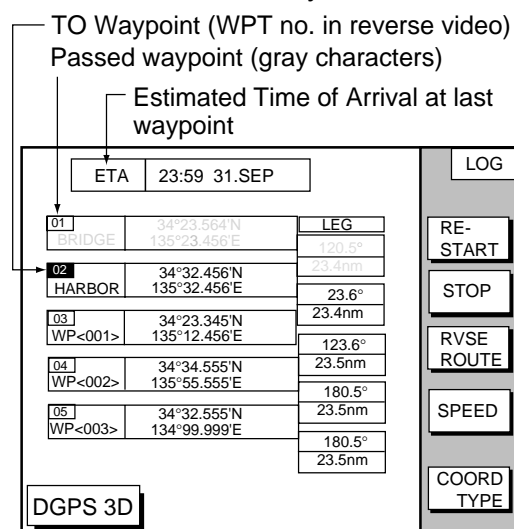 TO Waypoint (WPT no. in reverse video)
Passed waypoint (gray characters)
Estimated Time of Arrival at last
waypoint
LOG
ETA 23:59 31.SEP
01 34°23.564'N LEG
BRIDGE 135°23.456'E 120.5°
23.4nm
02 34°32.456'N
HARBOR 135°32.456'E 23.6°
23.4nm
03 34°23.345'N
WP<001> 135°12.456'E 123.6°
23.5nm
04 34°34.555'N
WP<002> 135°55.555'E 180.5°
23.5nm
05 34°32.555'N
WP<003> 134°99.999'E 180.5°
23.5nm
RE-
START
STOP
RVSE
ROUTE
SPEED
COORD
TYPE
DGPS 3D